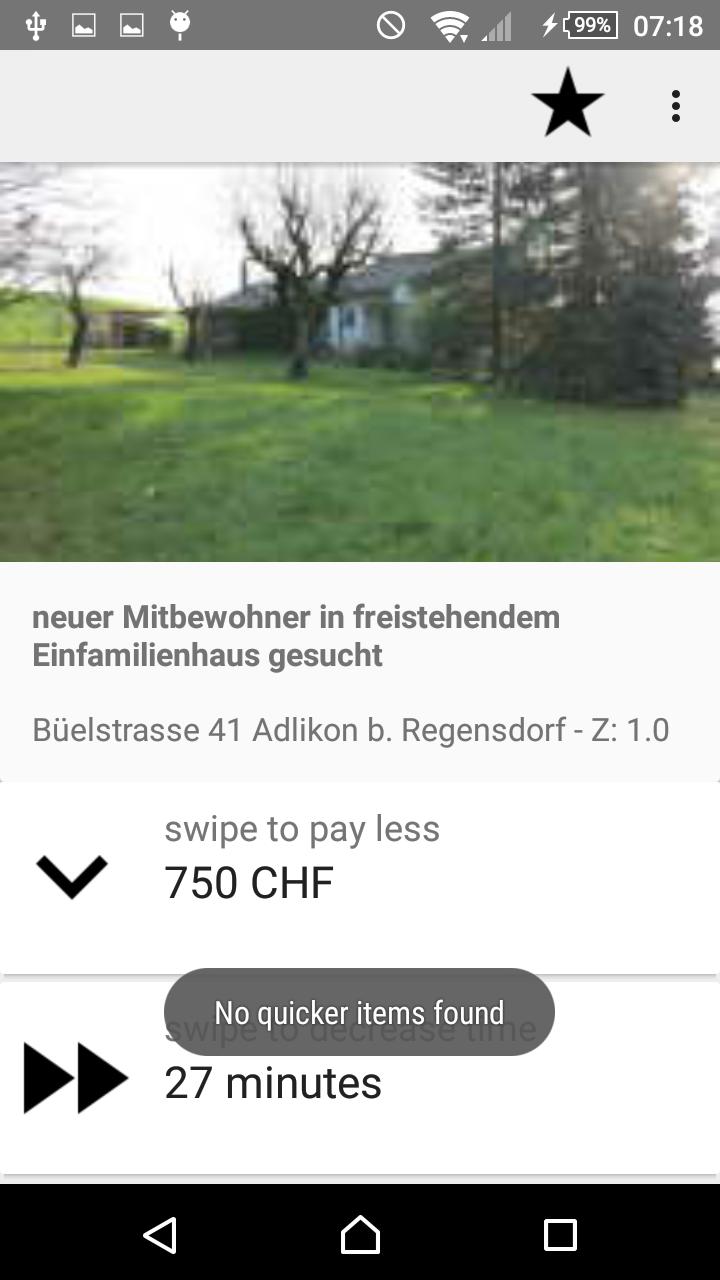 99%
07:18
neuer Mitbewohner in freistehendem
Einfamilienhaus gesucht
Büelstrasse 41 Adlikon b. Regensdorf - Z: 1.0
swipe to pay less
750 CHF
No quicker items found
swipe to decrease time
27 minutes